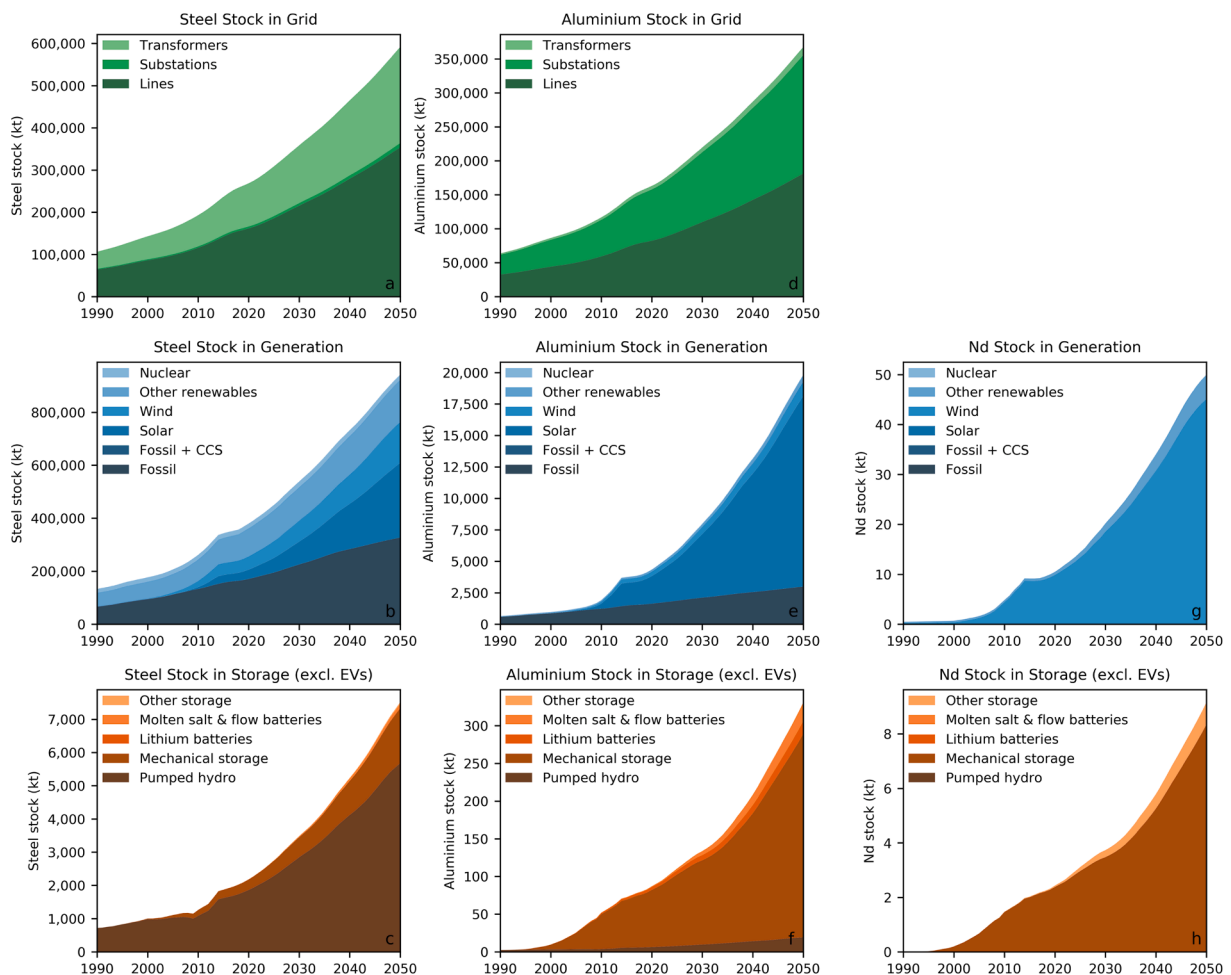 Steel Stock in Grid
Steel stock (kt)
600,000
500,000
400,000
300,000
200,000
100,000
0
Transformers
Substations
Lines
a
1990 2000 2010 2020 2030 2040 2050
Aluminium Stock in Grid
Aluminium stock (kt)
350,000
300,000
250,000
200,000
150,000
100,000
50,000
0
Transformers
Substations
Lines
d
1990 2000 2010 2020 2030 2040 2050
Steel Stock in Generation
Steel stock (kt)
800,000
600,000
400,000
200,000
0
Nuclear
Other renewables
Wind
Solar
Fossil + CCS
Fossil
b
1990 2000 2010 2020 2030 2040 2050
Aluminium Stock in Generation
Aluminium stock (kt)
20,000
17,500
15,000
12,500
10,000
7,500
5,000
2,500
0
Nuclear
Other renewables
Wind
Solar
Fossil + CCS
Fossil
e
1990 2000 2010 2020 2030 2040 2050
Nd Stock in Generation
Nd stock (kt)
50
40
30
20
10
0
Nuclear
Other renewables
Wind
Solar
Fossil + CCS
Fossil
g
1990 2000 2010 2020 2030 2040 2050
Steel Stock in Storage (excl. EVs)
Steel stock (kt)
7,000
6,000
5,000
4,000
3,000
2,000
1,000
0
Other storage
Molten salt & flow batteries
Lithium batteries
Mechanical storage
Pumped hydro
c
1990 2000 2010 2020 2030 2040 2050
Aluminium Stock in Storage (excl. EVs)
Aluminium stock (kt)
300
250
200
150
100
50
0
Other storage
Molten salt & flow batteries
Lithium batteries
Mechanical storage
Pumped hydro
f
1990 2000 2010 2020 2030 2040 2050
Nd Stock in Storage (excl. EVs)
Nd stock (kt)
8
6
4
2
0
Other storage
Molten salt & flow batteries
Lithium batteries
Mechanical storage
Pumped hydro
h
1990 2000 2010 2020 2030 2040 2050